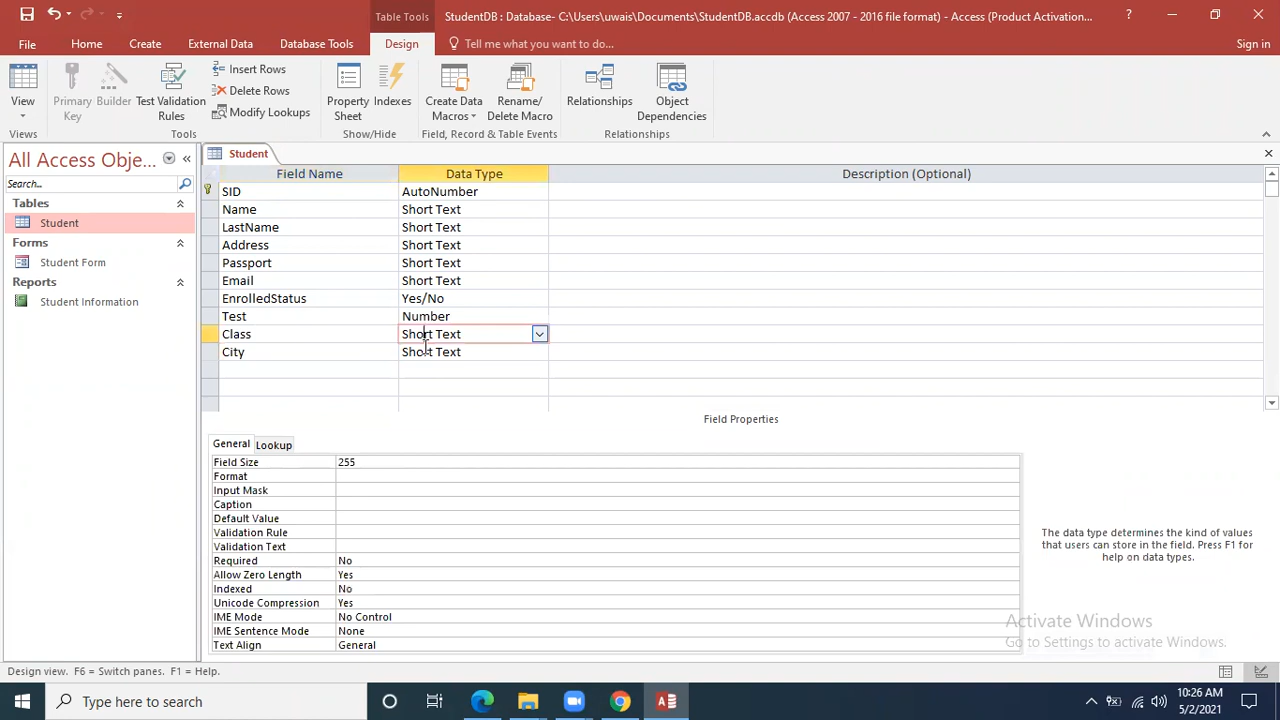 Table Tools
StudentDB : Database- C:\Users\uwais\Documents\StudentDB.accdb (Access 2007 - 2016 file format) - Access (Product Activation...
File Home Create External Data Database Tools Design Tell me what you want to do... Sign in
View
Primary Key
Builder
Test Validation Rules
Insert Rows
Delete Rows
Modify Lookups
Property Sheet
Indexes
Create Data Macros
Rename/ Delete Macro
Relationships
Object Dependencies
Views Tools Show/Hide Field, Record & Table Events Relationships
All Access Obje...
Search...
Tables
Student
Forms
Student Form
Reports
Student Information
Student
Field Name Data Type Description (Optional)
SID AutoNumber
Name Short Text
LastName Short Text
Address Short Text
Passport Short Text
Email Short Text
EnrolledStatus Yes/No
Test Number
Class Short Text
City Short Text
Field Properties
General Lookup
Field Size 255
Format
Input Mask
Caption
Default Value
Validation Rule
Validation Text
Required No
Allow Zero Length Yes
Indexed No
Unicode Compression Yes
IME Mode No Control
IME Sentence Mode None
Text Align General
The data type determines the kind of values
that users can store in the field. Press F1 for
help on data types.
Activate Windows
Go to Settings to activate Windows.
Design view. F6 = Switch panes. F1 = Help.
Type here to search
10:26 AM
5/2/2021